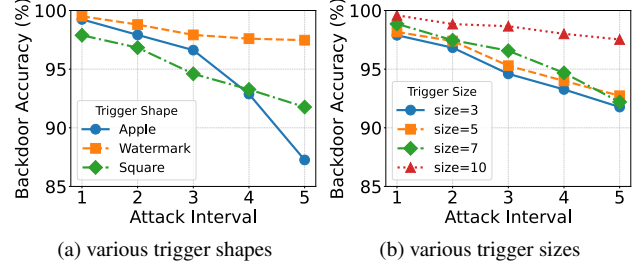 Backdoor Accuracy (%)
100
95
90
85
Trigger Shape
Apple
Watermark
Square
1 2 3 4 5
Attack Interval
(a) various trigger shapes
Backdoor Accuracy (%)
100
95
90
85
Trigger Size
size=3
size=5
size=7
size=10
1 2 3 4 5
Attack Interval
(b) various trigger sizes